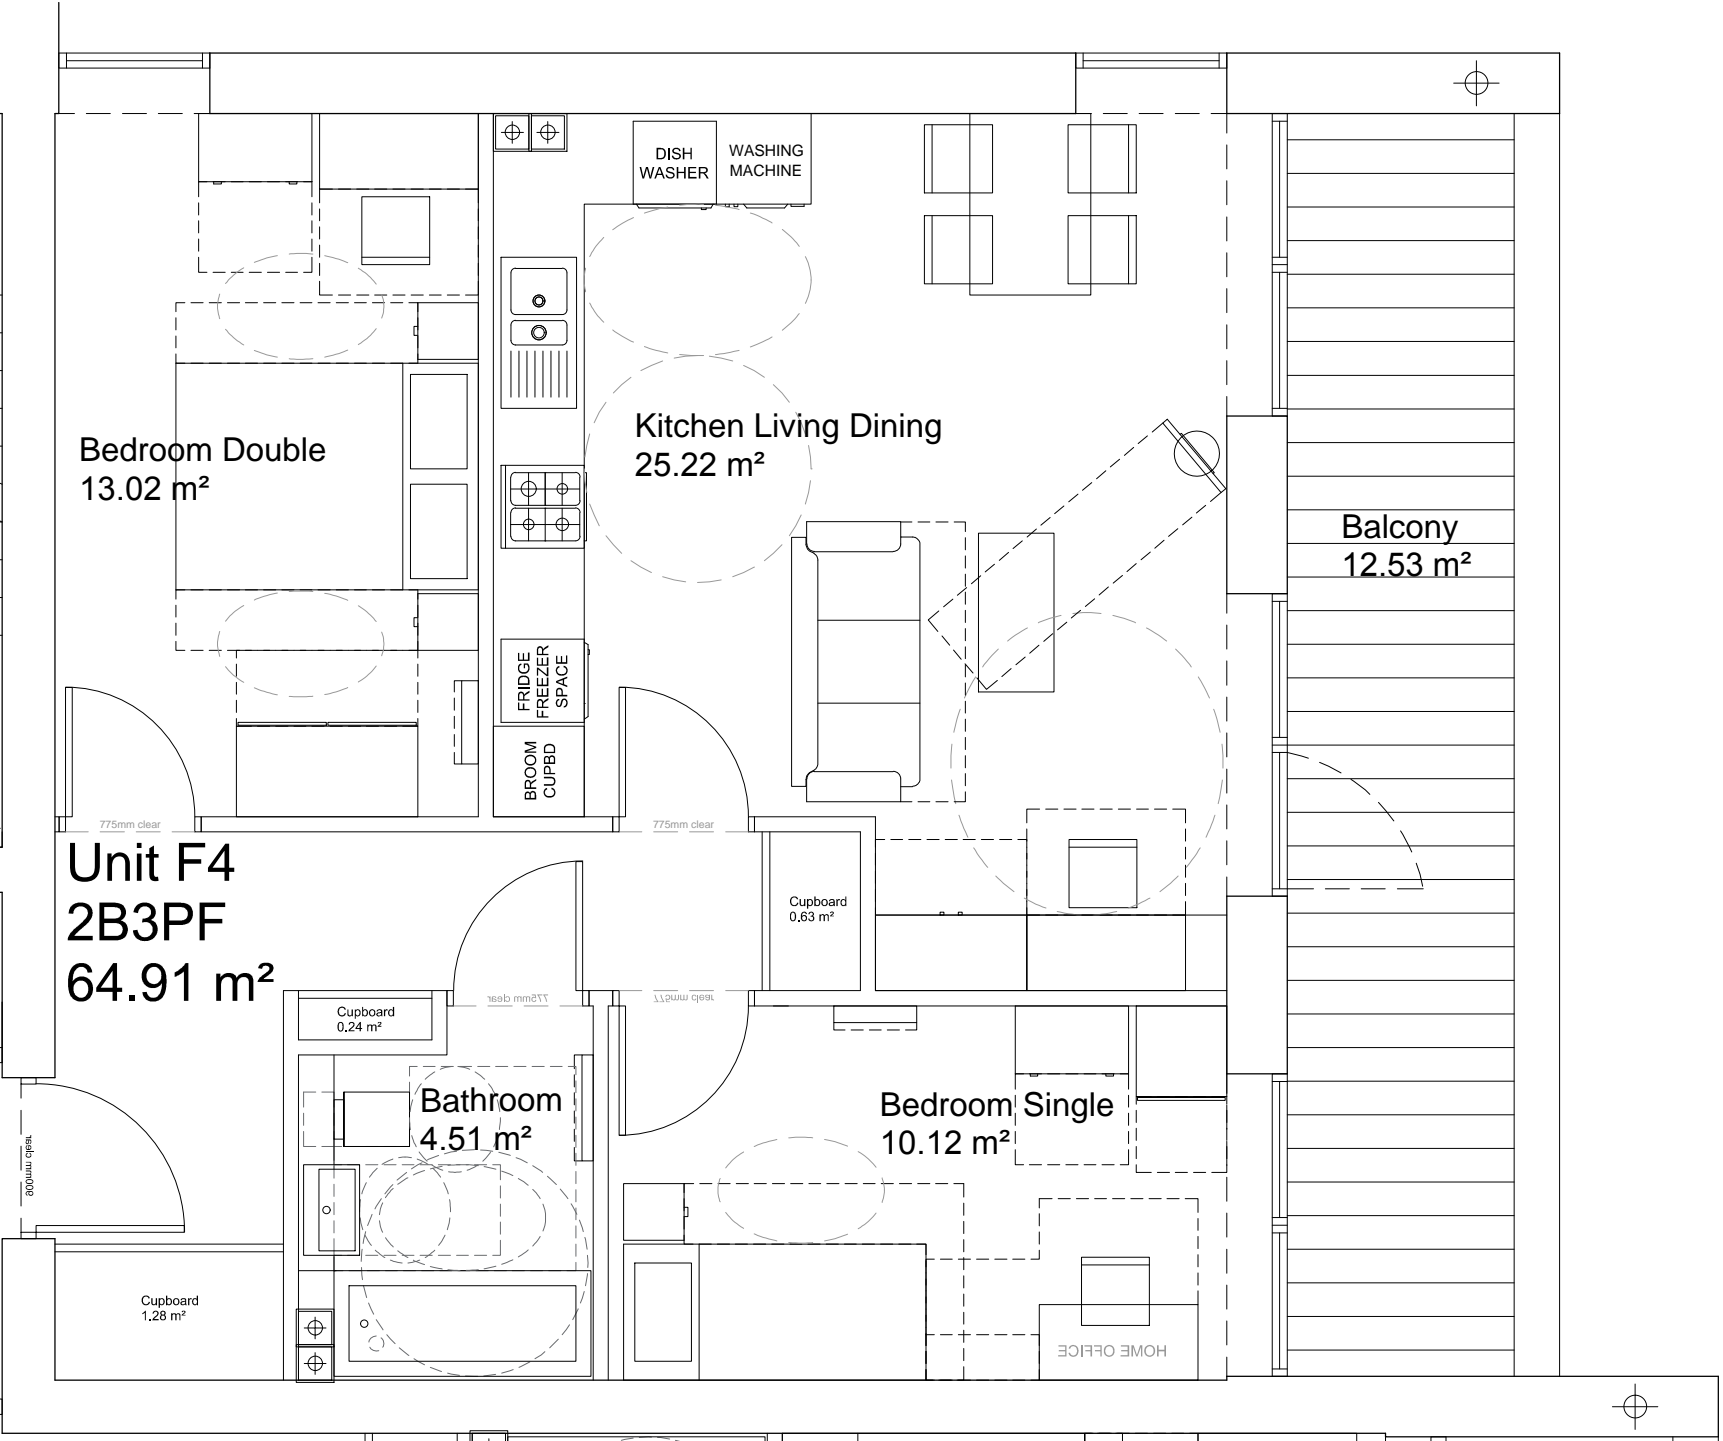 DISH
WASHER
WASHING
MACHINE
Kitchen Living Dining
25.22 m²
Bedroom Double
13.02 m²
Balcony
12.53 m²
FRIDGE
FREEZER
SPACE
BROOM
CUPBD
775mm clear
775mm clear
Unit F4
2B3PF
64.91 m²
Cupboard
0.63 m²
775mm clear
775mm clear
Cupboard
0.24 m²
Bathroom
4.51 m²
Bedroom Single
10.12 m²
900mm clear
Cupboard
1.28 m²
HOME OFFICE